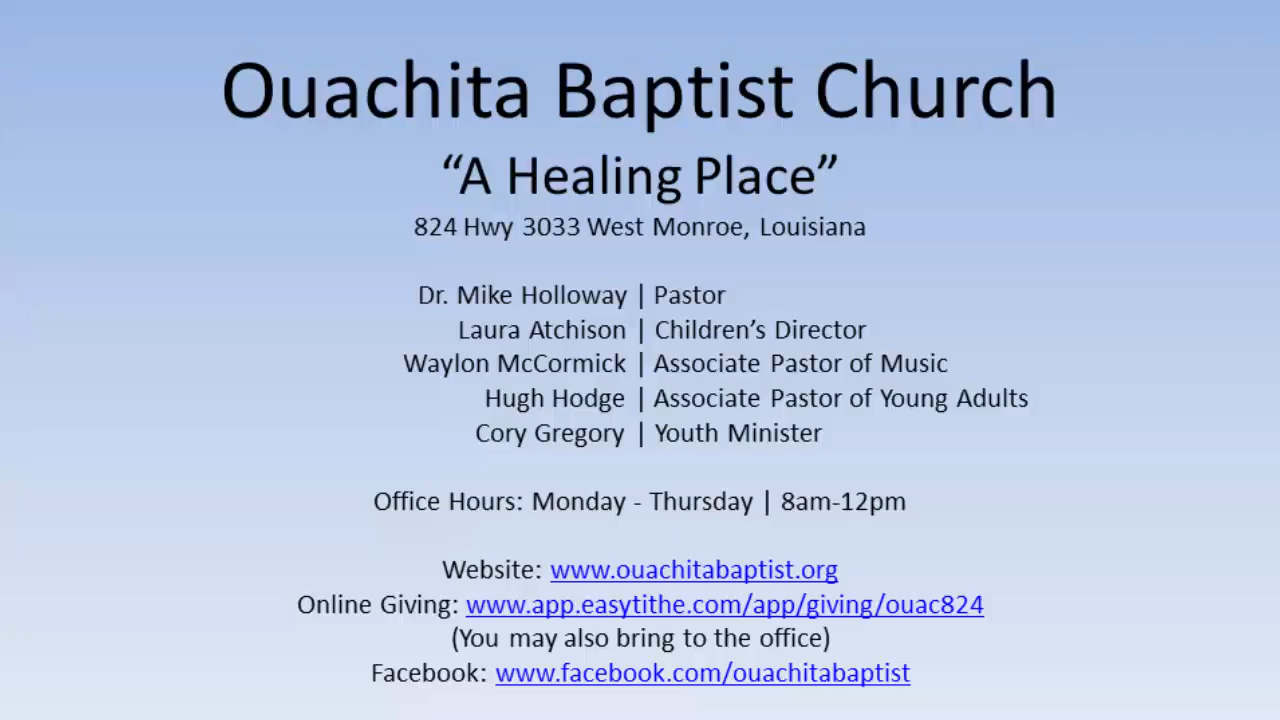 Ouachita Baptist Church
“A Healing Place”
824 Hwy 3033 West Monroe, Louisiana
Dr. Mike Holloway | Pastor
Laura Atchison | Children’s Director
Waylon McCormick | Associate Pastor of Music
Hugh Hodge | Associate Pastor of Young Adults
Cory Gregory | Youth Minister
Office Hours: Monday - Thursday | 8am-12pm
Website: www.ouachitabaptist.org
Online Giving: www.app.easytithe.com/app/giving/ouac824
(You may also bring to the office)
Facebook: www.facebook.com/ouachitabaptist